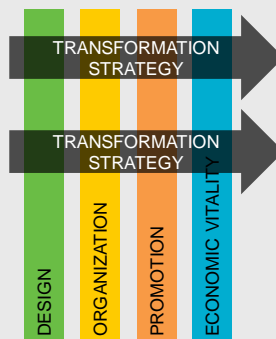 TRANSFORMATION
STRATEGY
TRANSFORMATION
STRATEGY
DESIGN
ORGANIZATION
PROMOTION
ECONOMIC VITALITY